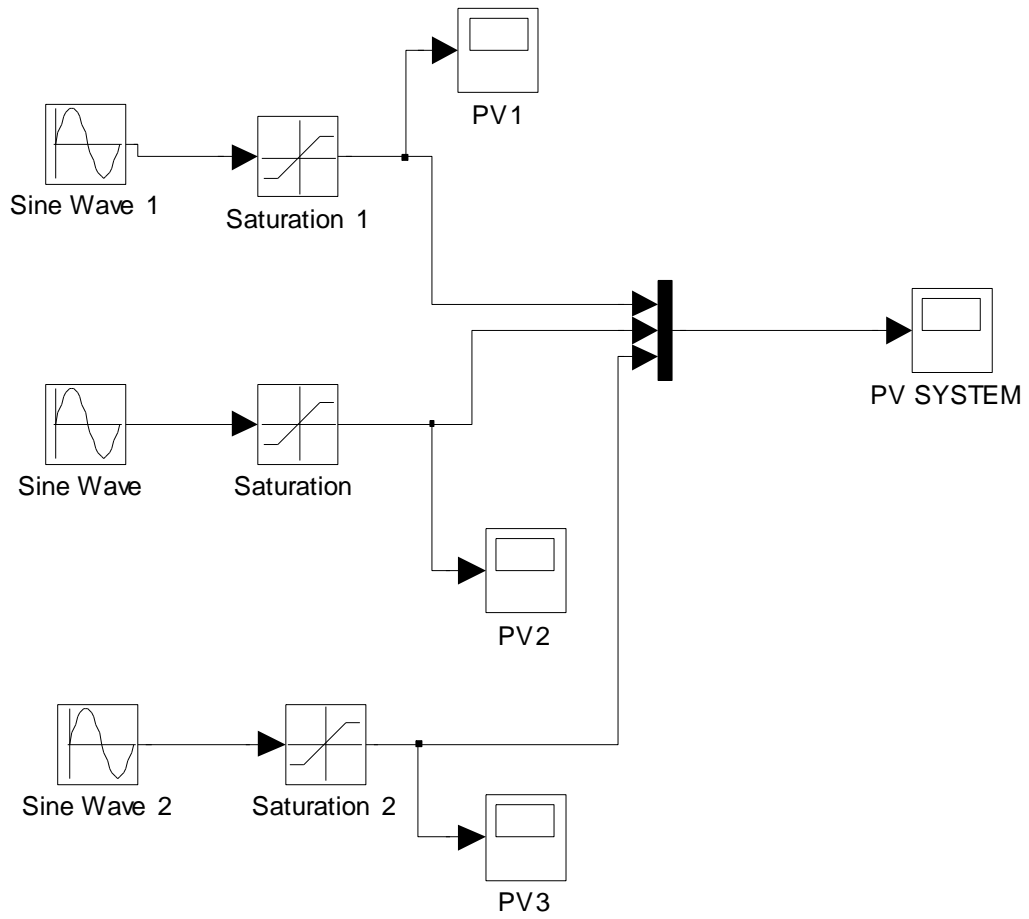 PV1
Sine Wave 1
Saturation 1
PV SYSTEM
Sine Wave
Saturation
PV2
Sine Wave 2
Saturation 2
PV3